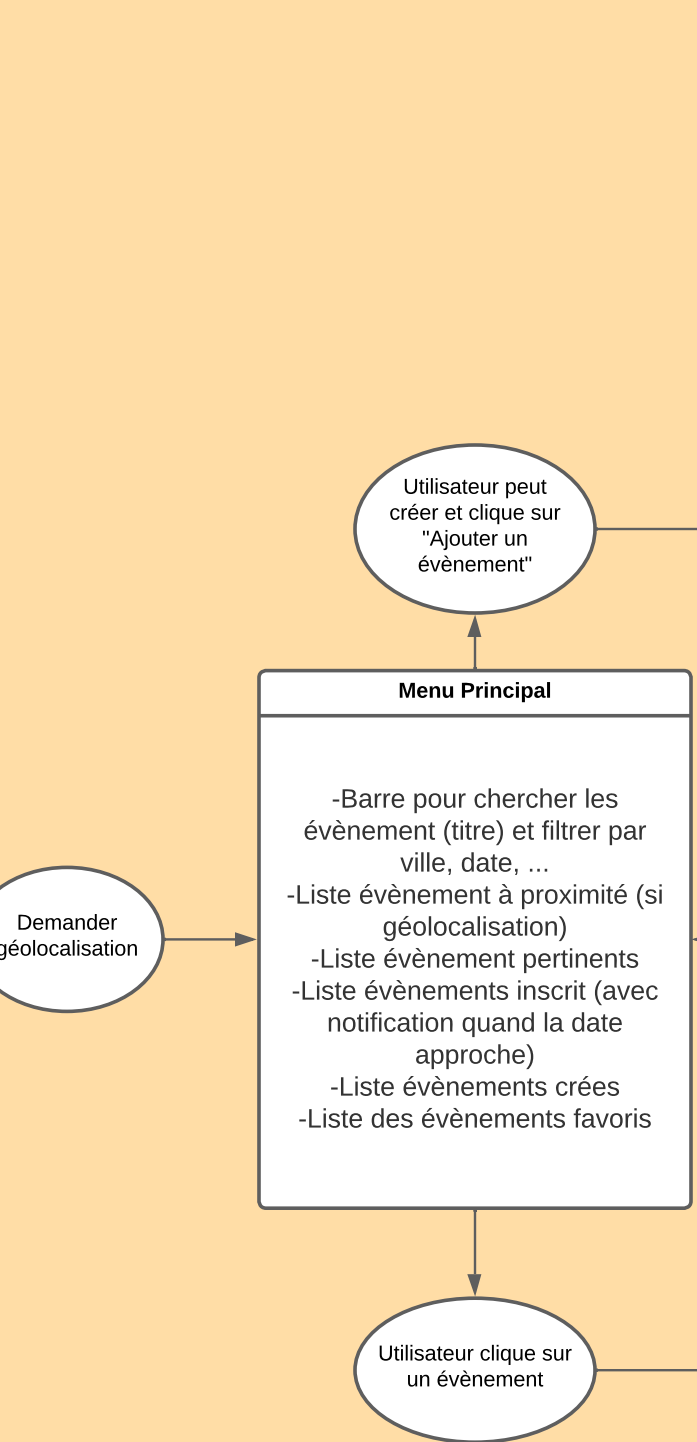 Utilisateur peut
créer et clique sur
"Ajouter un
évènement"
Menu Principal
-Barre pour chercher les
évènement (titre) et filtrer par
ville, date, ...
-Liste évènement à proximité (si
géolocalisation)
-Liste évènement pertinents
-Liste évènements inscrit (avec
notification quand la date
approche)
-Liste évènements crées
-Liste des évènements favoris
Demander
géolocalisation
Utilisateur clique sur
un évènement